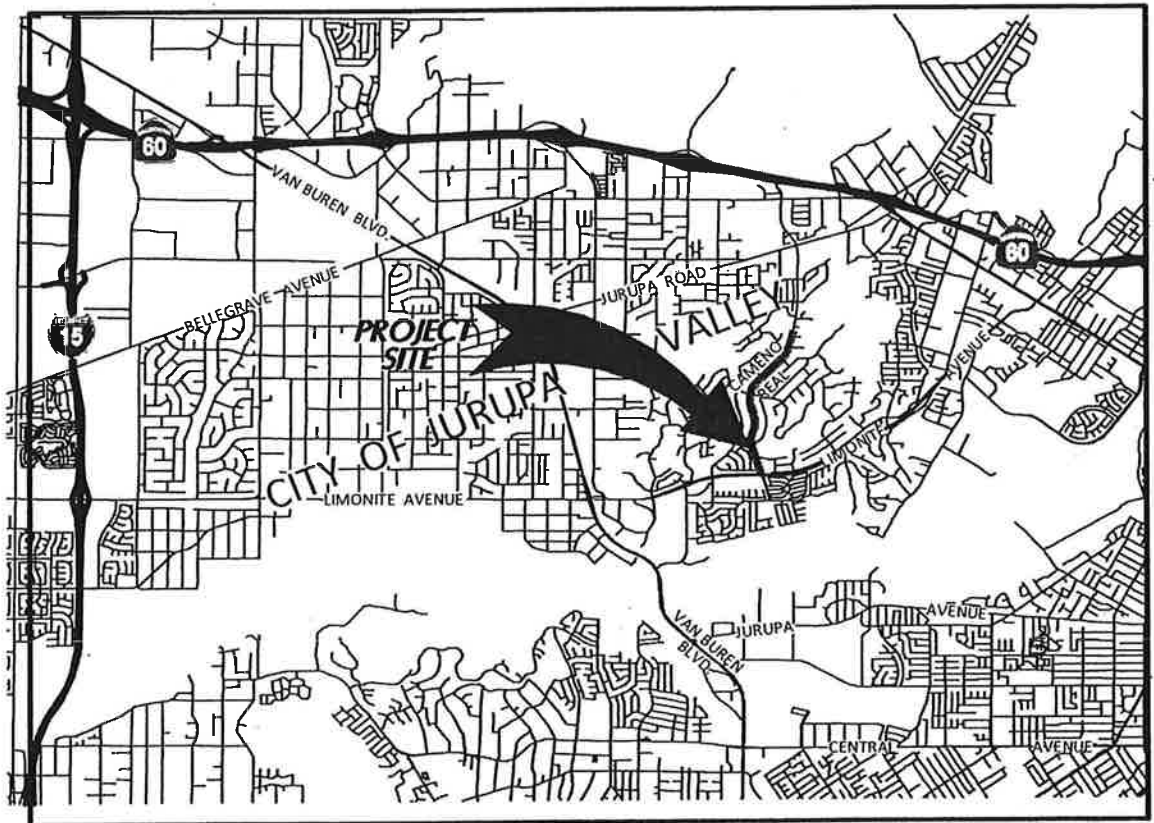 60
VAN BUREN BLVD.
60
BELLEGRAVE AVENUE
JURUPA ROAD
15
PROJECT
SITE
VALLEY
CAMENO
REAL
AVENUE
CITY OF JURUPA
LIMONITE
LIMONITE AVENUE
VAN BUREN
BLVD.
JURUPA
AVENUE
CENTRAL
AVENUE